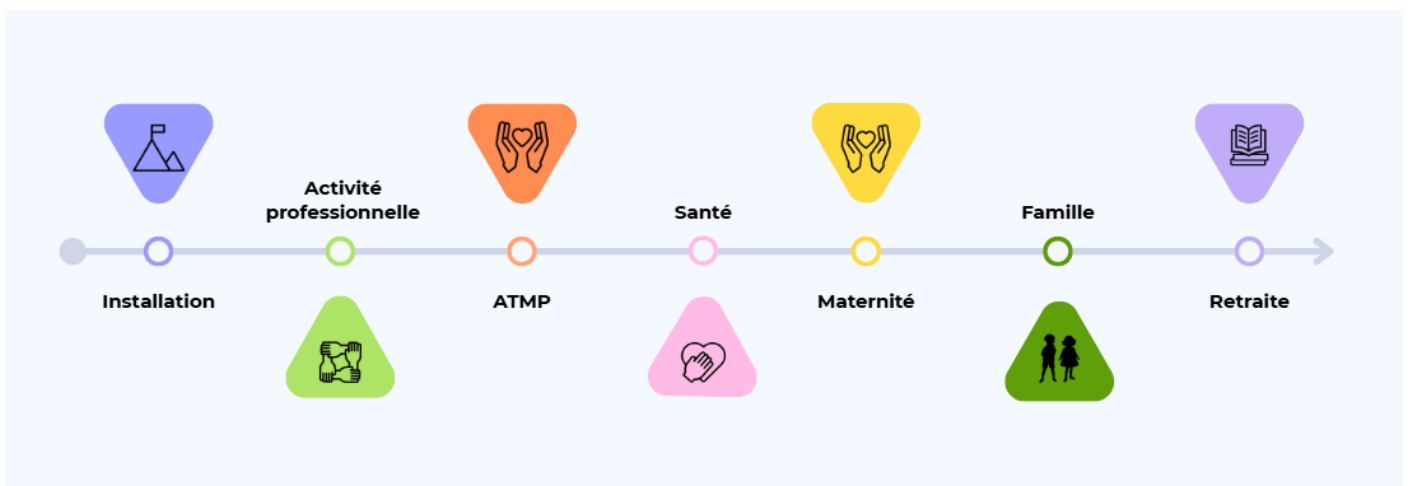 Installation
Activité
professionnelle
ATMP
Santé
Maternité
Famille
Retraite